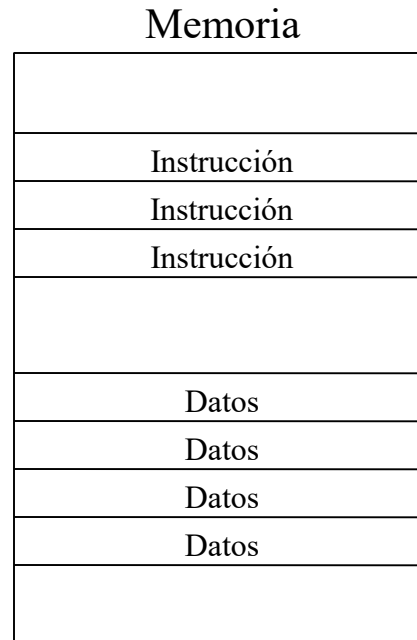 Memoria
Instrucción
Instrucción
Instrucción
Datos
Datos
Datos
Datos